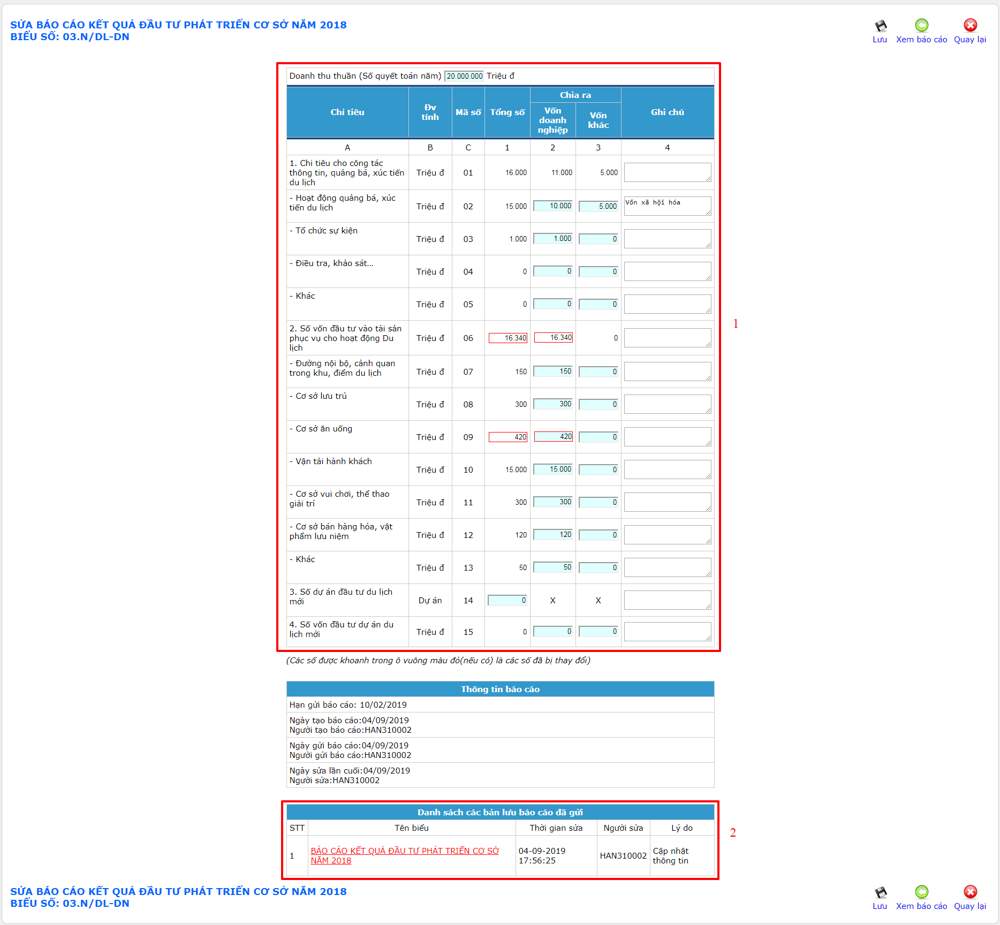 SỬA BÁO CÁO KẾT QUẢ ĐẦU TƯ PHÁT TRIỂN CƠ SỞ NĂM 2018
BIỂU SỐ: 03.N/DL-DN
Lưu Xem báo cáo Quay lại
Doanh thu thuần (Số quyết toán năm) 20.000.000 Triệu đ
Chỉ tiêu Đv tính Mã số Tổng số Chia ra Ghi chú
Vốn doanh nghiệp Vốn khác
A B C 1 2 3 4
1. Chi tiêu cho công tác
thông tin, quảng bá, xúc tiến
du lịch
Triệu đ 01 16.000 11.000 5.000
- Hoạt động quảng bá, xúc
tiến du lịch
Triệu đ 02 15.000 10.000 5.000 Vốn xã hội hóa
- Tổ chức sự kiện
Triệu đ 03 1.000 1.000 0
- Điều tra, khảo sát...
Triệu đ 04 0 0 0
- Khác
Triệu đ 05 0 0 0
1
2. Số vốn đầu tư vào tài sản
phục vụ cho hoạt động Du
lịch
Triệu đ 06 16.340 16.340 0
- Đường nội bộ, cảnh quan
trong khu, điểm du lịch
Triệu đ 07 150 150 0
- Cơ sở lưu trú
Triệu đ 08 300 300 0
- Cơ sở ăn uống
Triệu đ 09 420 420 0
- Vận tải hành khách
Triệu đ 10 15.000 15.000 0
- Cơ sở vui chơi, thể thao
giải trí
Triệu đ 11 300 300 0
- Cơ sở bán hàng hóa, vật
phẩm lưu niệm
Triệu đ 12 120 120 0
- Khác
Triệu đ 13 50 50 0
3. Số dự án đầu tư du lịch
mới
Dự án 14 0 X X
4. Số vốn đầu tư dự án du
lịch mới
Triệu đ 15 0 0 0
(Các số được khoanh trong ô vuông màu đỏ(nếu có) là các số đã bị thay đổi)
Thông tin báo cáo
Hạn gửi báo cáo: 10/02/2019
Ngày tạo báo cáo:04/09/2019
Người tạo báo cáo:HAN310002
Ngày gửi báo cáo:04/09/2019
Người gửi báo cáo:HAN310002
Ngày sửa lần cuối:04/09/2019
Người sửa:HAN310002
Danh sách các bản lưu báo cáo đã gửi
STT Tên biểu Thời gian sửa Người sửa Lý do
2
1 BÁO CÁO KẾT QUẢ ĐẦU TƯ PHÁT TRIỂN CƠ SỞ
NĂM 2018
04-09-2019
17:56:25
HAN310002
Cập nhật
thông tin
SỬA BÁO CÁO KẾT QUẢ ĐẦU TƯ PHÁT TRIỂN CƠ SỞ NĂM 2018
BIỂU SỐ: 03.N/DL-DN
Lưu Xem báo cáo Quay lại